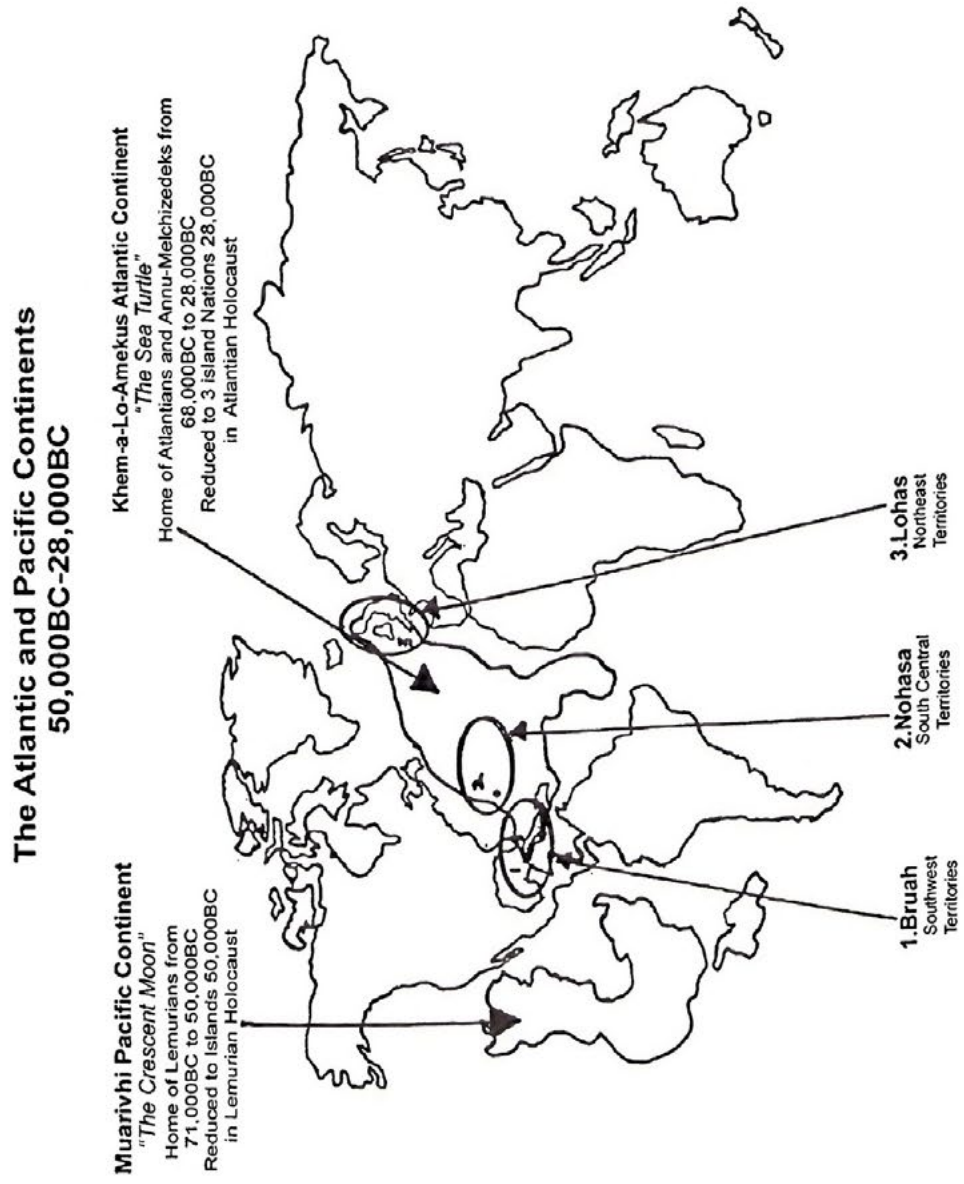 The Atlantic and Pacific Continents
50,000BC-28,000BC
Muarivhi Pacific Continent
"The Crescent Moon"
Home of Lemurians from
71,000BC to 50,000BC
Reduced to Islands 50,000BC
in Lemurian Holocaust
Khem-a-Lo-Amekus Atlantic Continent
"The Sea Turtle"
Home of Atlantians and Annu-Melchizedeks from
68,000BC to 28,000BC
Reduced to 3 island Nations 28,000BC
in Atlantian Holocaust
1
2.
3
1.Bruah
Southwest
Territories
2.Nohasa
South Central
Territories
3.Lohas
Northeast
Territories